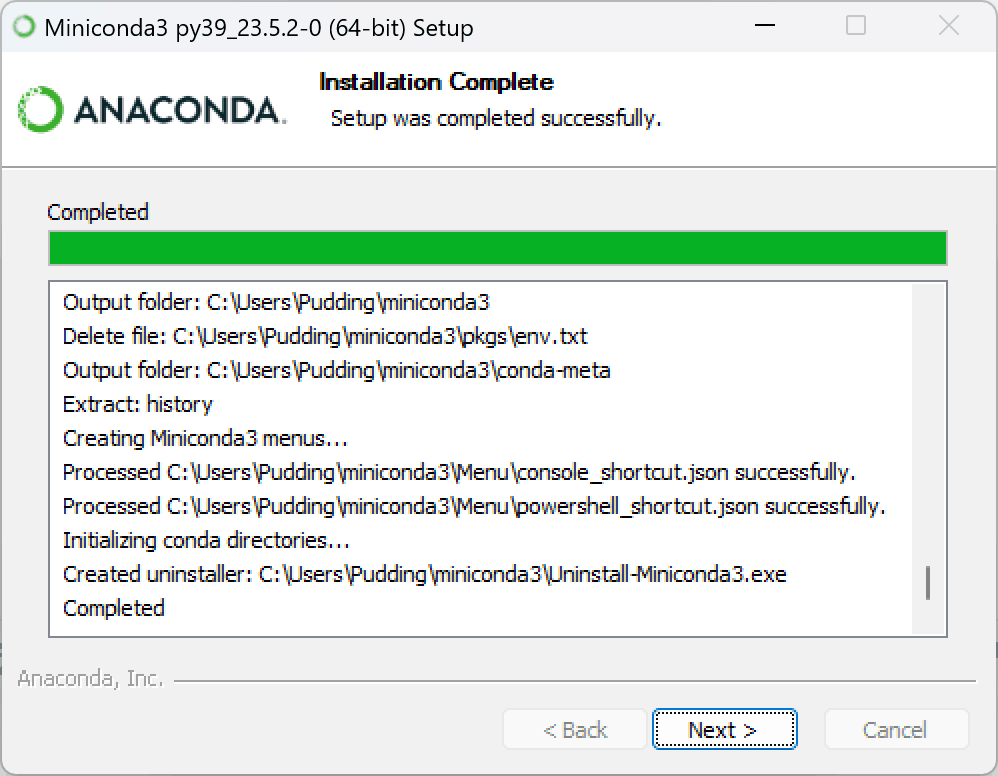 Miniconda3 py39_23.5.2-0 (64-bit) Setup
ANACONDA.
Installation Complete
Setup was completed successfully.
Completed
Output folder: C:\Users\Pudding\miniconda3
Delete file: C:\Users\Pudding\miniconda3\pkgs\env.txt
Output folder: C:\Users\Pudding\miniconda3\conda-meta
Extract: history
Creating Miniconda3 menus...
Processed C:\Users\Pudding\miniconda3\Menu\console_shortcut.json successfully.
Processed C:\Users\Pudding\miniconda3\Menu\powershell_shortcut.json successfully.
Initializing conda directories...
Created uninstaller: C:\Users\Pudding\miniconda3\Uninstall-Miniconda3.exe
Completed
Anaconda, Inc.
< Back Next > Cancel